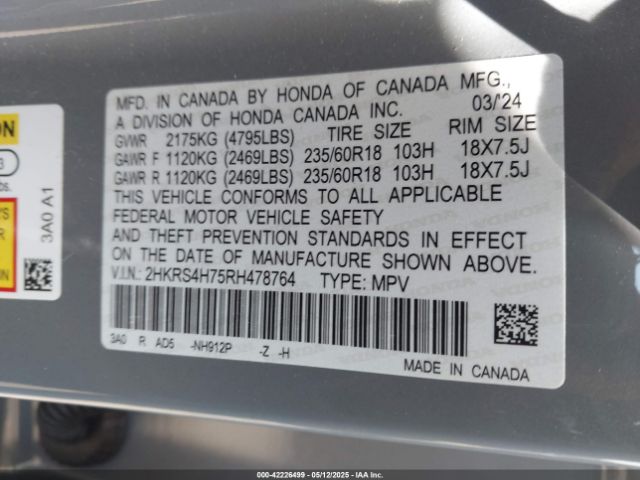 MFD. IN CANADA BY HONDA OF CANADA MFG.,
A DIVISION OF HONDA CANADA INC. 03/'24
GVWR 2175KG (4795LBS) TIRE SIZE RIM SIZE
GAWR F 1120KG (2469LBS) 235/60R18 103H 18X7.5J
GAWR R 1120KG (2469LBS) 235/60R18 103H 18X7.5J
THIS VEHICLE CONFORMS TO ALL APPLICABLE
FEDERAL MOTOR VEHICLE SAFETY
AND THEFT PREVENTION STANDARDS IN EFFECT
ON THE DATE OF MANUFACTURE SHOWN ABOVE.
V.I.N.: 2HKRS4H75RH478764 TYPE: MPV
3A0 R AD5 -NH912P -Z -H
MADE IN CANADA
ON
3
bs.
'S
R
3A0 A1
000-42226499 - 05/12/2025 - IAA Inc.